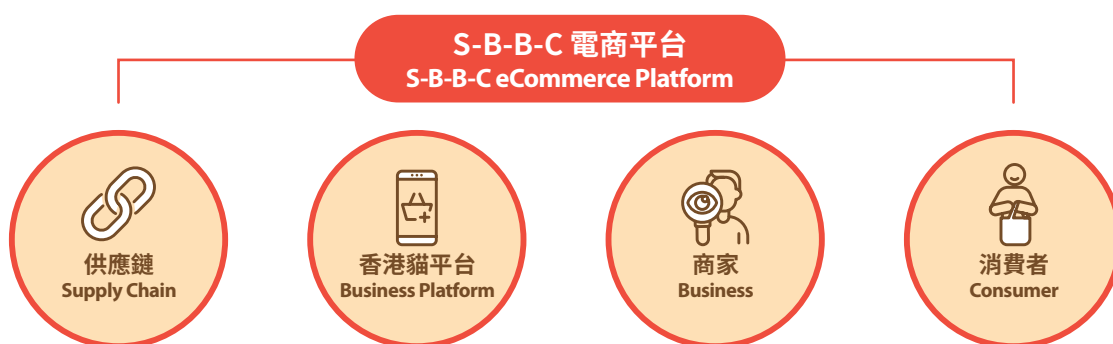 S-B-B-C 電商平台
S-B-B-C eCommerce Platform
供應鏈
Supply Chain
香港貓平台
Business Platform
商家
Business
消費者
Consumer